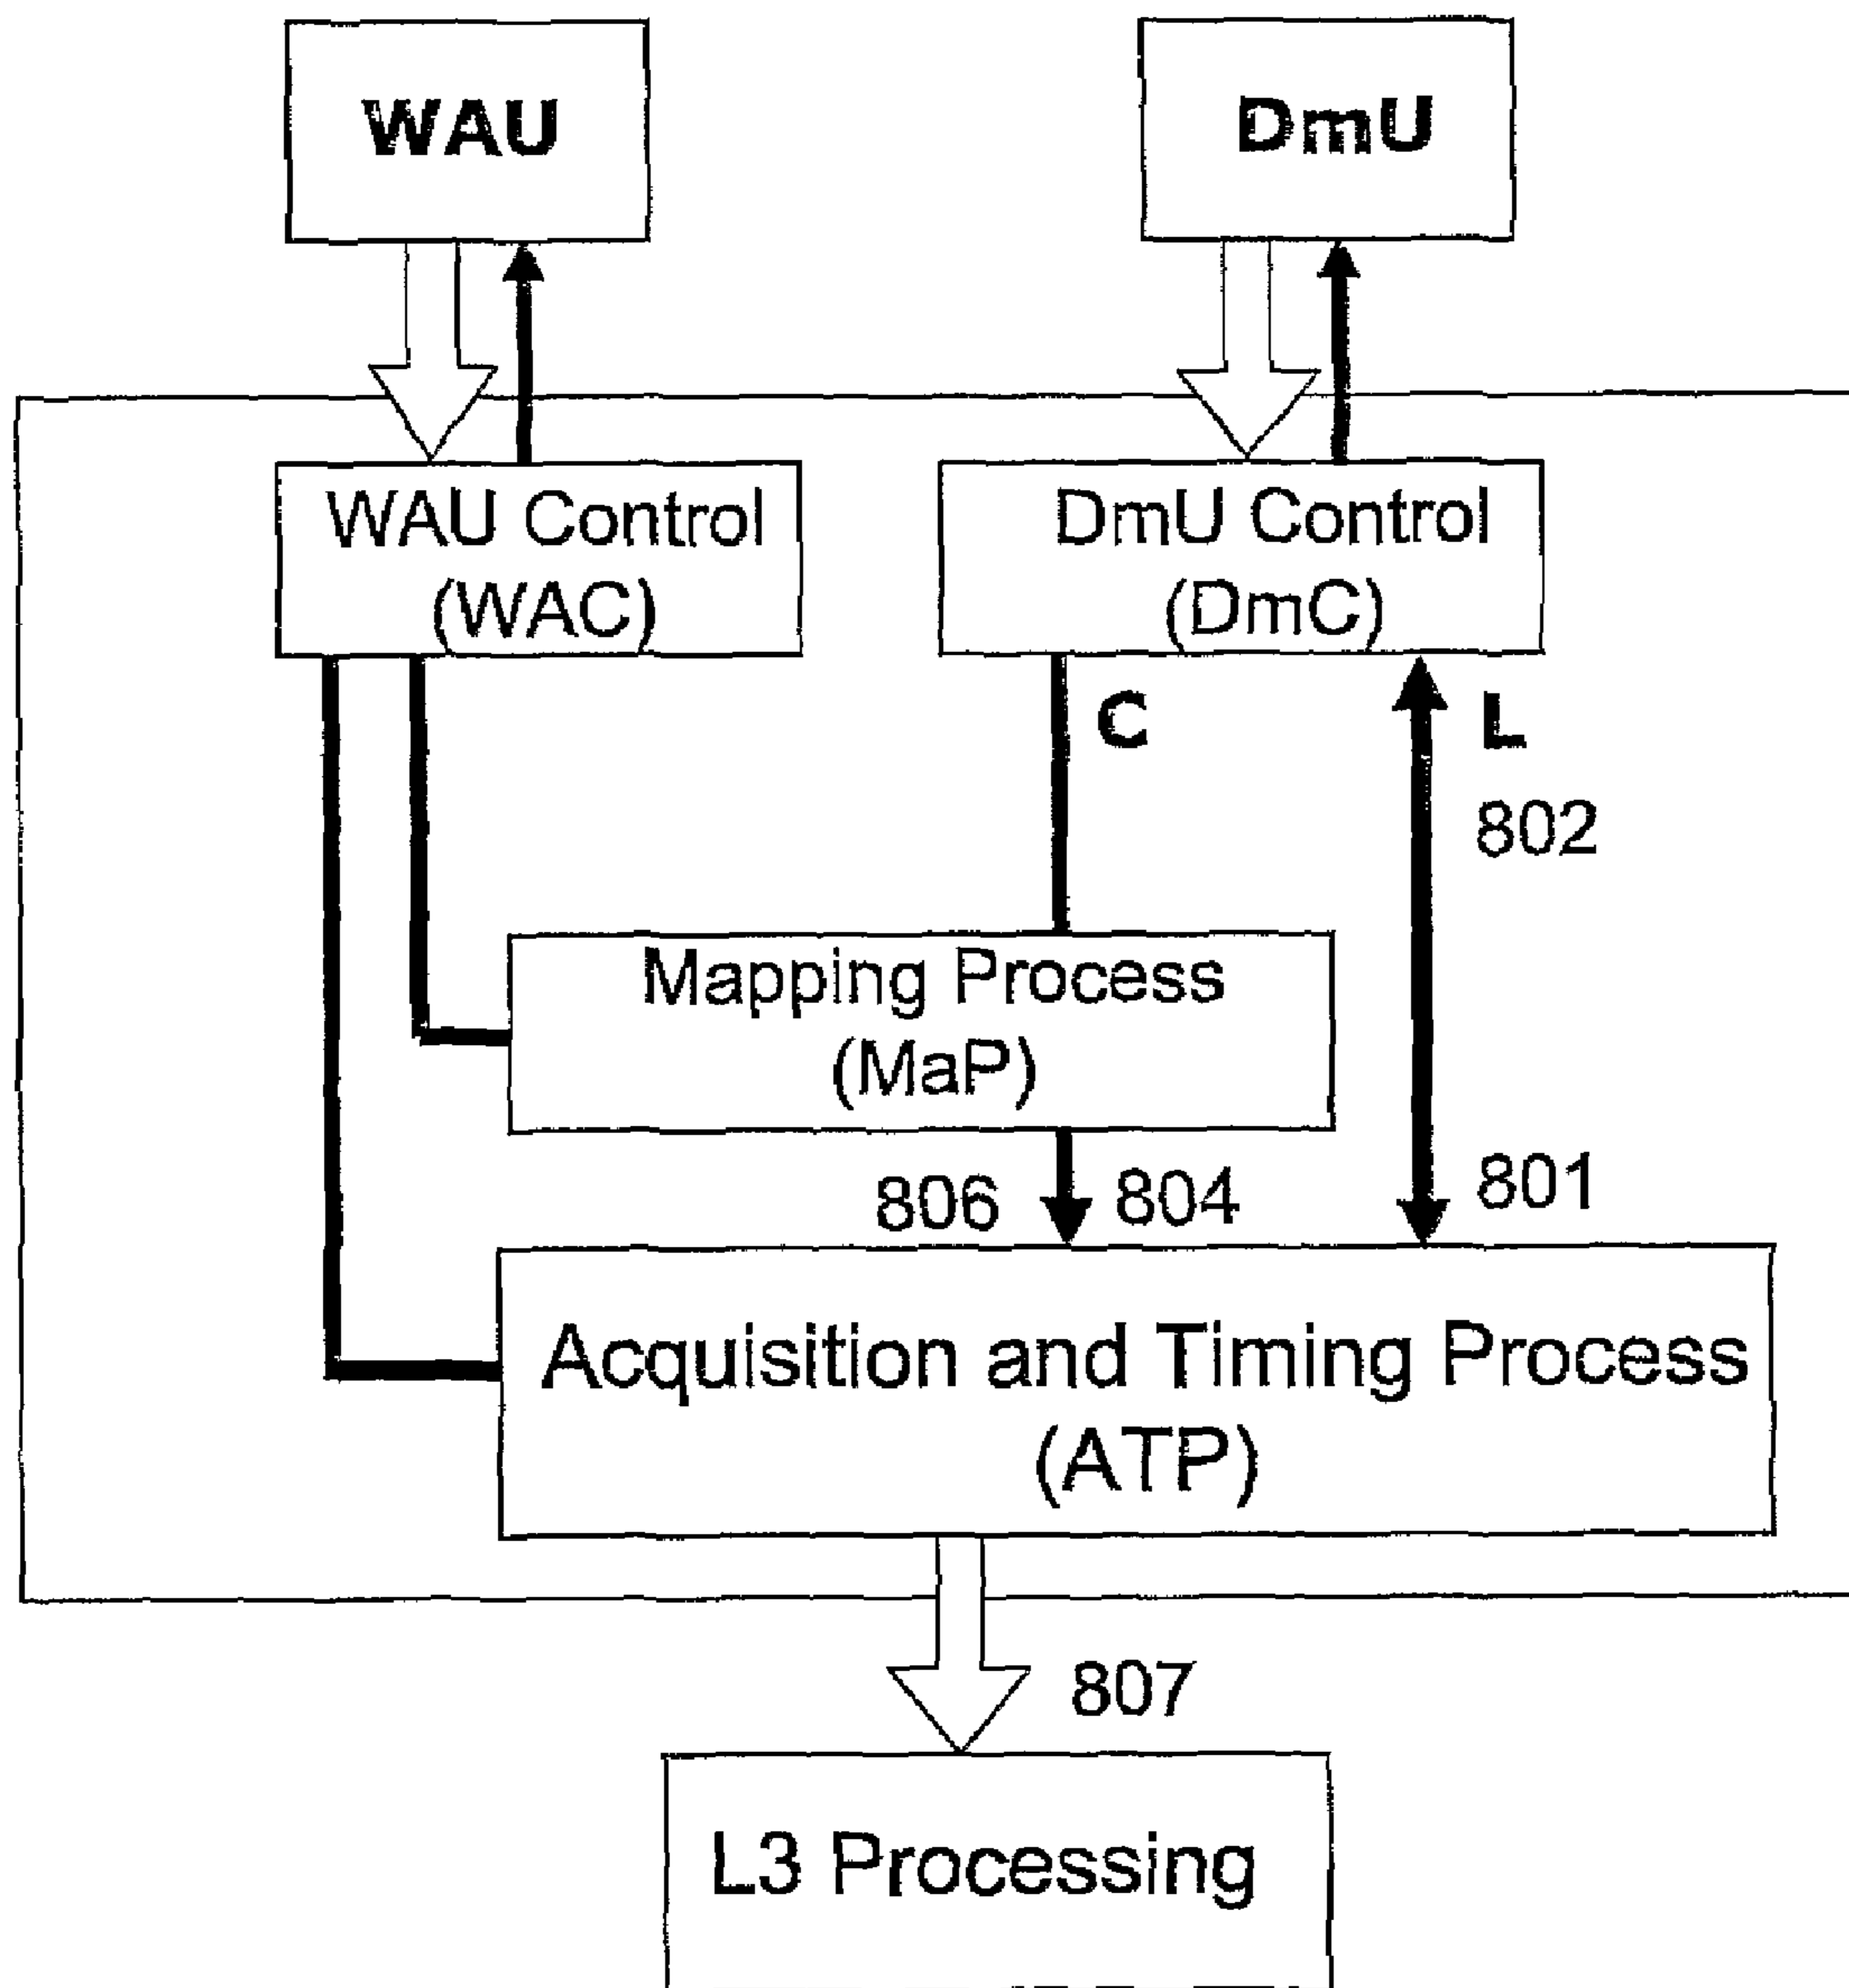 WAU
DmU
WAU Control
(WAC)
DmU Control
(DmC)
C
L
802
Mapping Process
(MaP)
806
804
801
Acquisition and Timing Process
(ATP)
807
L3 Processing